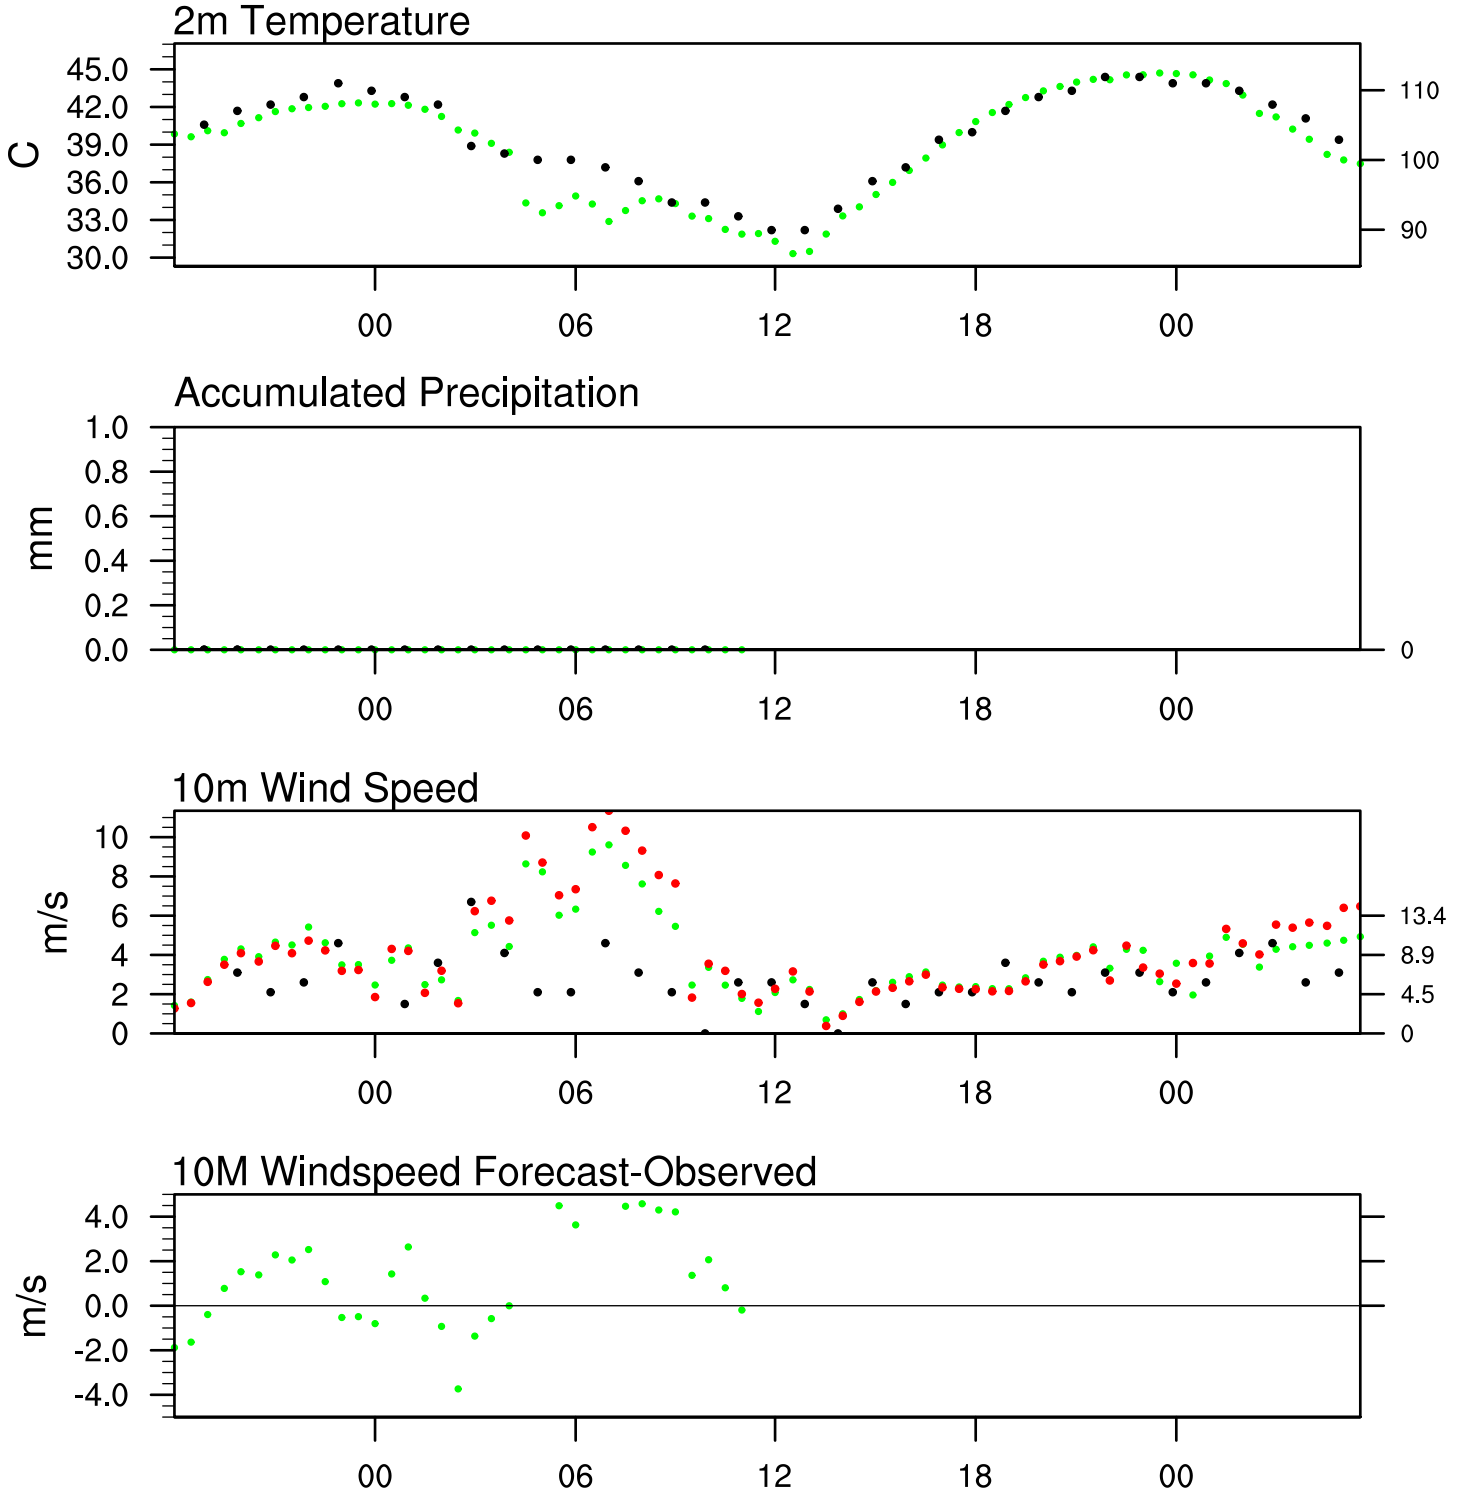 2m Temperature
45.0
42.0
39.0
36.0
33.0
30.0
C
110
100
90
00 06 12 18 00
Accumulated Precipitation
1.0
0.8
0.6
0.4
0.2
0.0
mm
0
00 06 12 18 00
10m Wind Speed
10
8
6
4
2
0
m/s
13.4
8.9
4.5
0
00 06 12 18 00
10M Windspeed Forecast-Observed
4.0
2.0
0.0
-2.0
-4.0
m/s
00 06 12 18 00